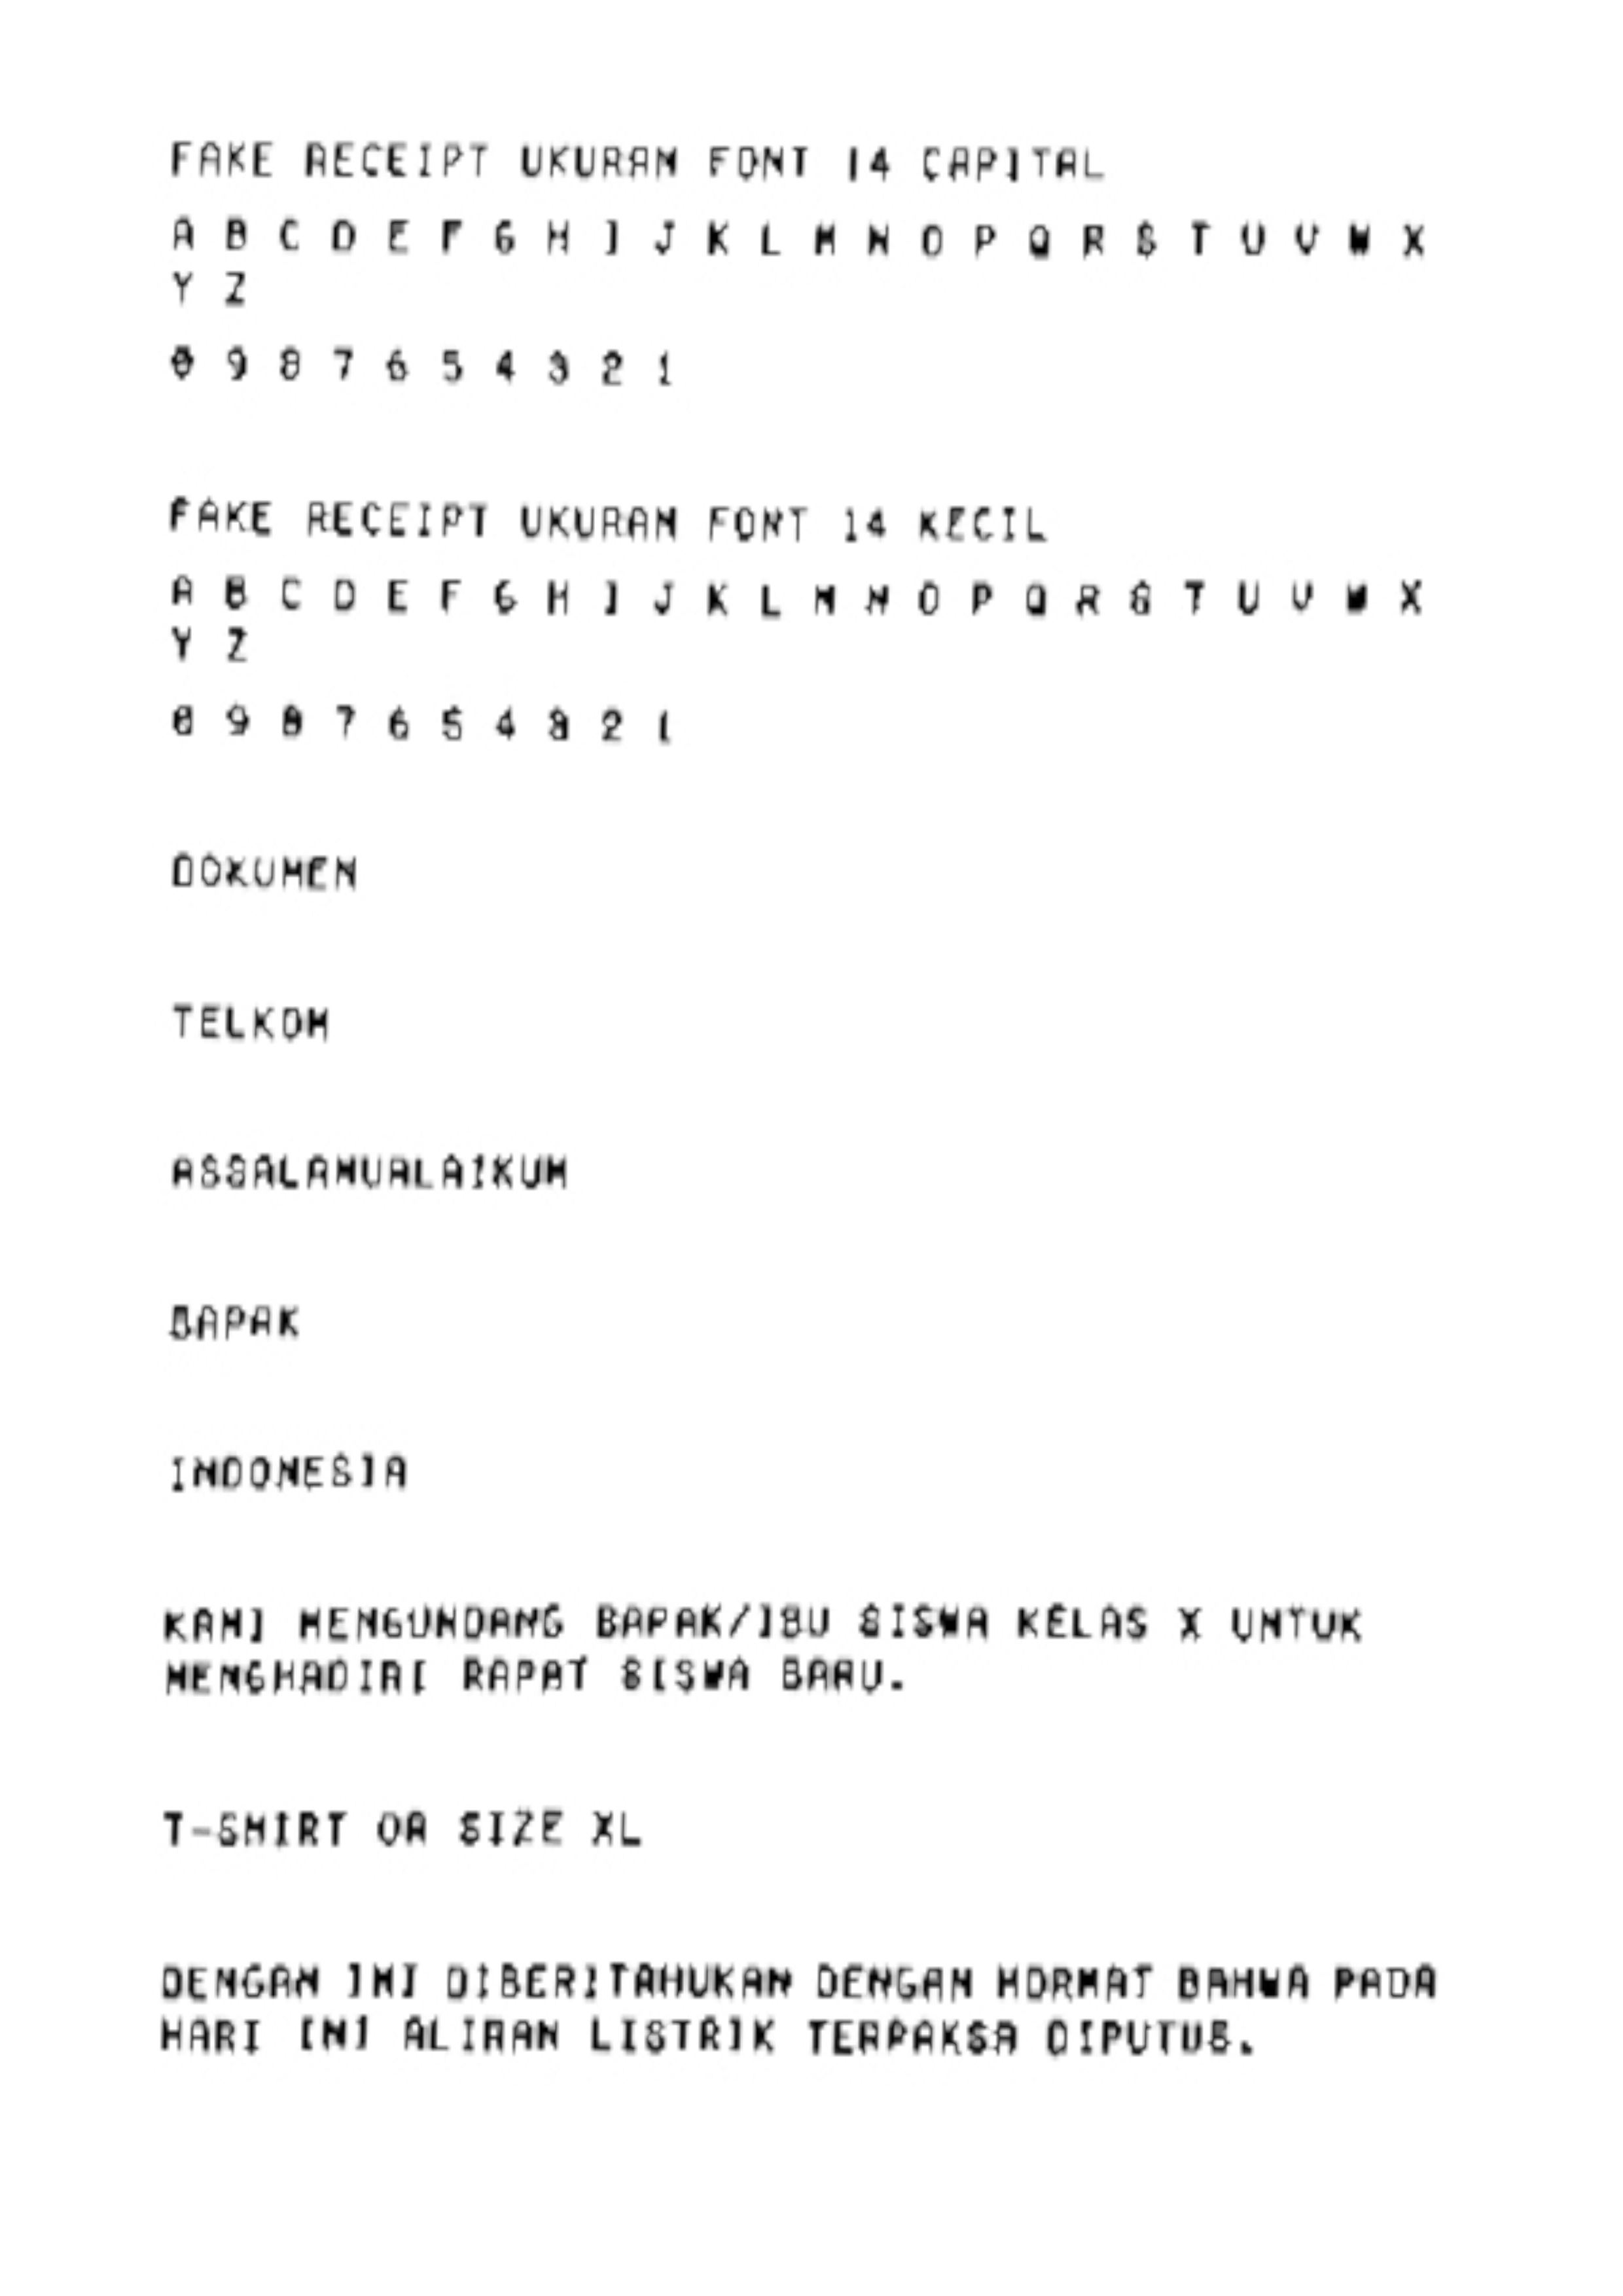 FAKE RECEIPT UKURAN FONT 14 CAPITAL
A B C D E F G H I J K L M N O P Q R S T U V W X
Y Z
0 9 8 7 6 5 4 3 2 1
FAKE RECEIPT UKURAN FONT 14 KECIL
A B C D E F G H I J K L M N O P Q R S T U V W X
Y Z
0 9 8 7 6 5 4 3 2 1
DOKUMEN
TELKOM
ASSALAMUALAIKUM
BAPAK
INDONESIA
KAMI MENGUNDANG BAPAK/IBU SISWA KELAS X UNTUK
MENGHADIRI RAPAT SISWA BARU.
T-SHIRT OR SIZE XL
DENGAN INI DIBERITAHUKAN DENGAN HORMAT BAHWA PADA
HARI INI ALIRAN LISTRIK TERPAKSA DIPUTUS.